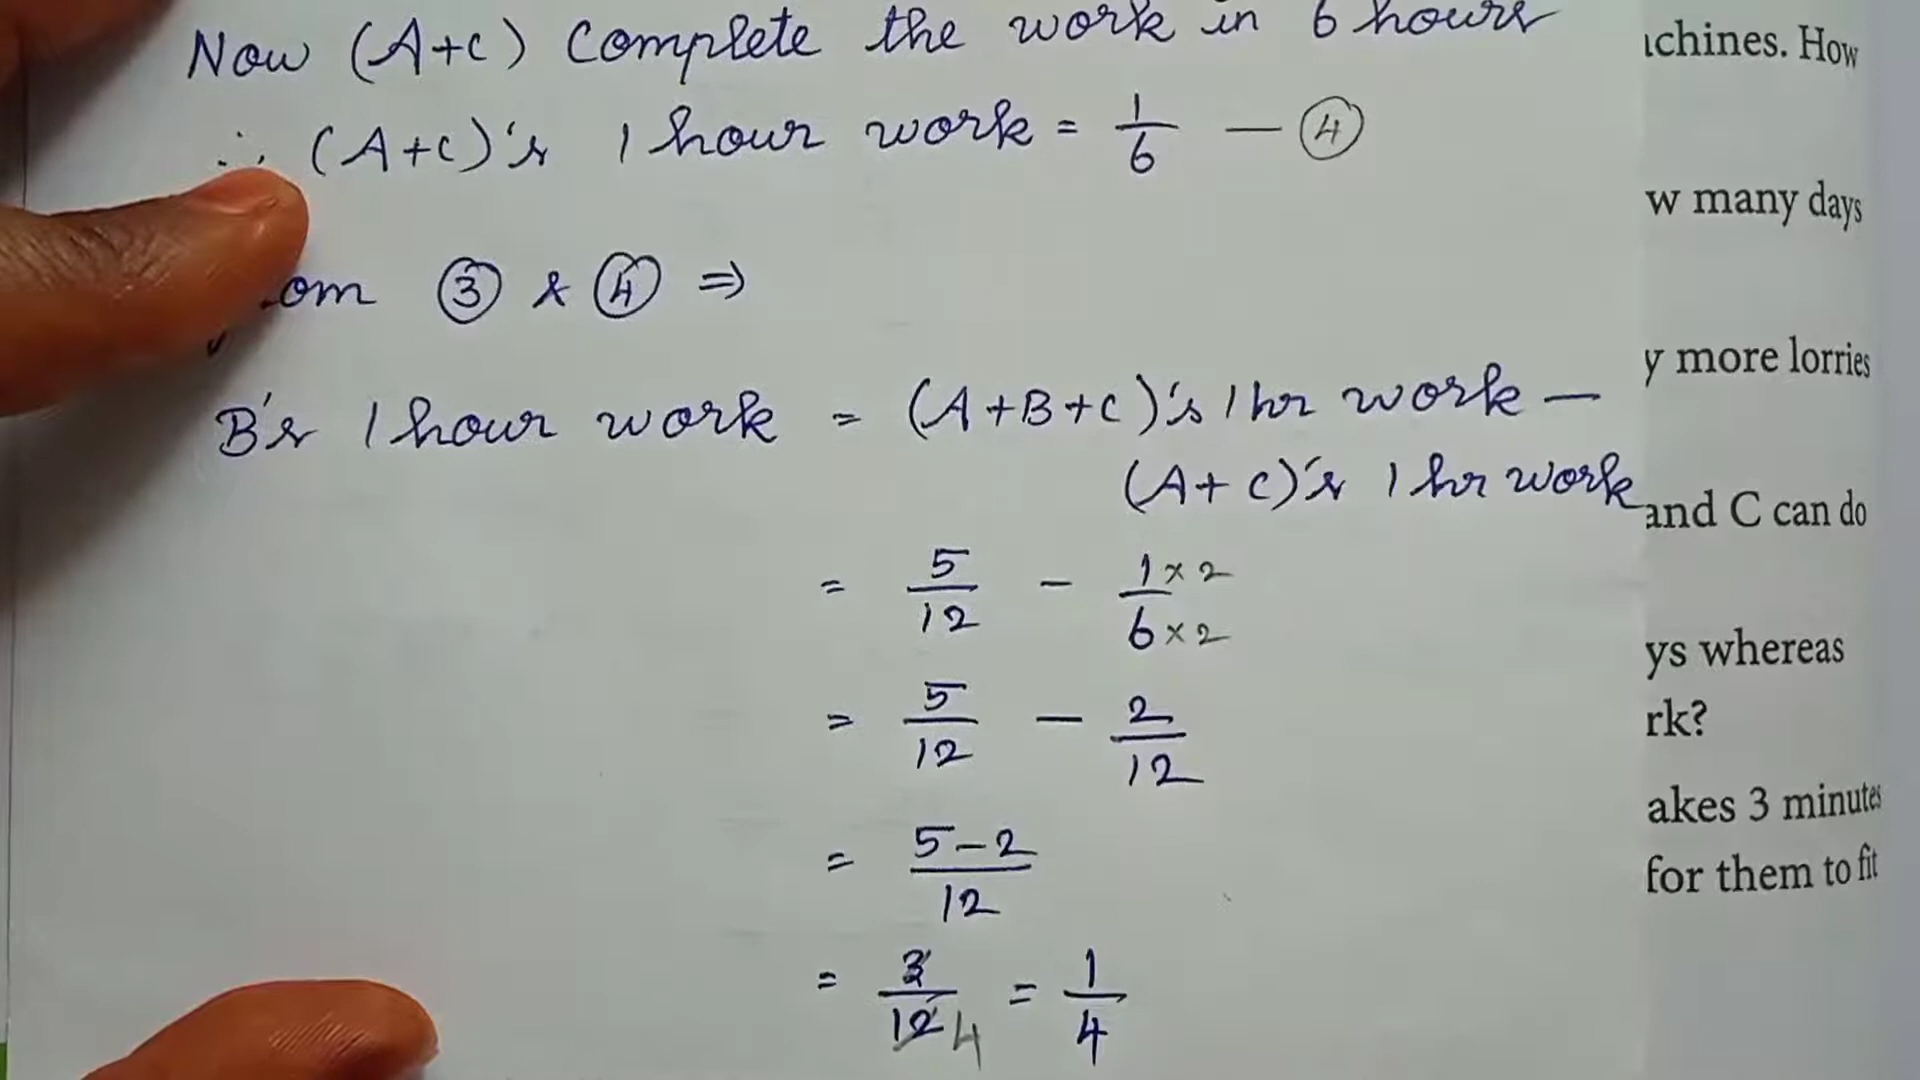 Now (A+C) Complete the work in 6 hours
∴ (A+C)'s 1 hour work = 1/6 — ④
om ③ & ④ ⇒
B's 1 hour work = (A+B+C)'s 1 hr work —
(A+C)'s 1 hr work
= 5/12 - 1×2/6×2
= 5/12 - 2/12
= 5-2/12
= 3/12 4 = 1/4
chines. How
w many days
y more lorries
and C can do
ys whereas
rk?
akes 3 minutes
for them to fit